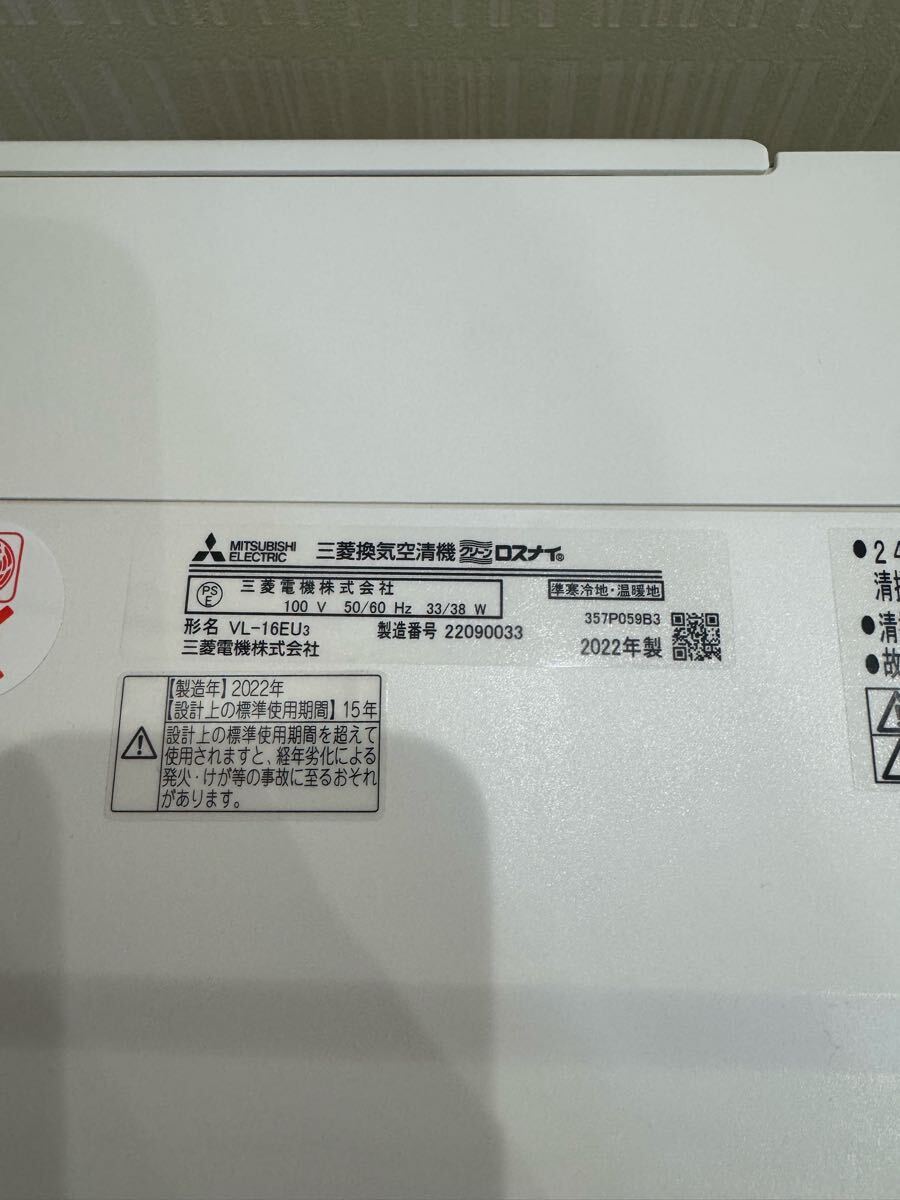 MITSUBISHI ELECTRIC 三菱換気空清機 クリーン ロスナイ®
PSE 三菱電機株式会社 準寒冷地・温暖地
100 V 50/60 Hz 33/38 W
357P059B3
形名 VL-16EU3 製造番号 22090033
三菱電機株式会社 2022年製
【製造年】2022年
【設計上の標準使用期間】15年
設計上の標準使用期間を超えて
使用されますと、経年劣化による
発火・けが等の事故に至るおそれ
があります。
●24
清掃
●清
●故